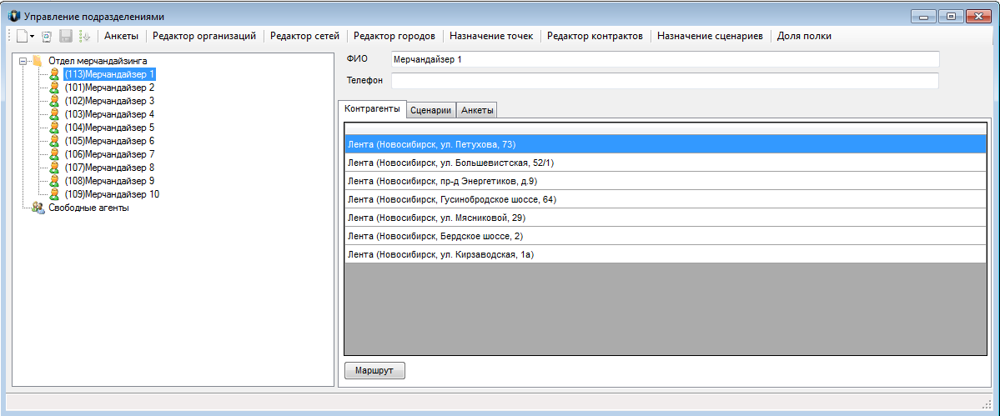 Управление подразделениями
Анкеты Редактор организаций Редактор сетей Редактор городов Назначение точек Редактор контрактов Назначение сценариев Доля полки
Отдел мерчандайзинга
(113)Мерчандайзер 1
(101)Мерчандайзер 2
(102)Мерчандайзер 3
(103)Мерчандайзер 4
(104)Мерчандайзер 5
(105)Мерчандайзер 6
(106)Мерчандайзер 7
(107)Мерчандайзер 8
(108)Мерчандайзер 9
(109)Мерчандайзер 10
Свободные агенты
ФИО Мерчандайзер 1
Телефон
Контрагенты Сценарии Анкеты
Лента (Новосибирск, ул. Петухова, 73)
Лента (Новосибирск, ул. Большевистская, 52/1)
Лента (Новосибирск, пр-д Энергетиков, д.9)
Лента (Новосибирск, Гусинобродское шоссе, 64)
Лента (Новосибирск, ул. Мясниковой, 29)
Лента (Новосибирск, Бердское шоссе, 2)
Лента (Новосибирск, ул. Кирзаводская, 1а)
Маршрут